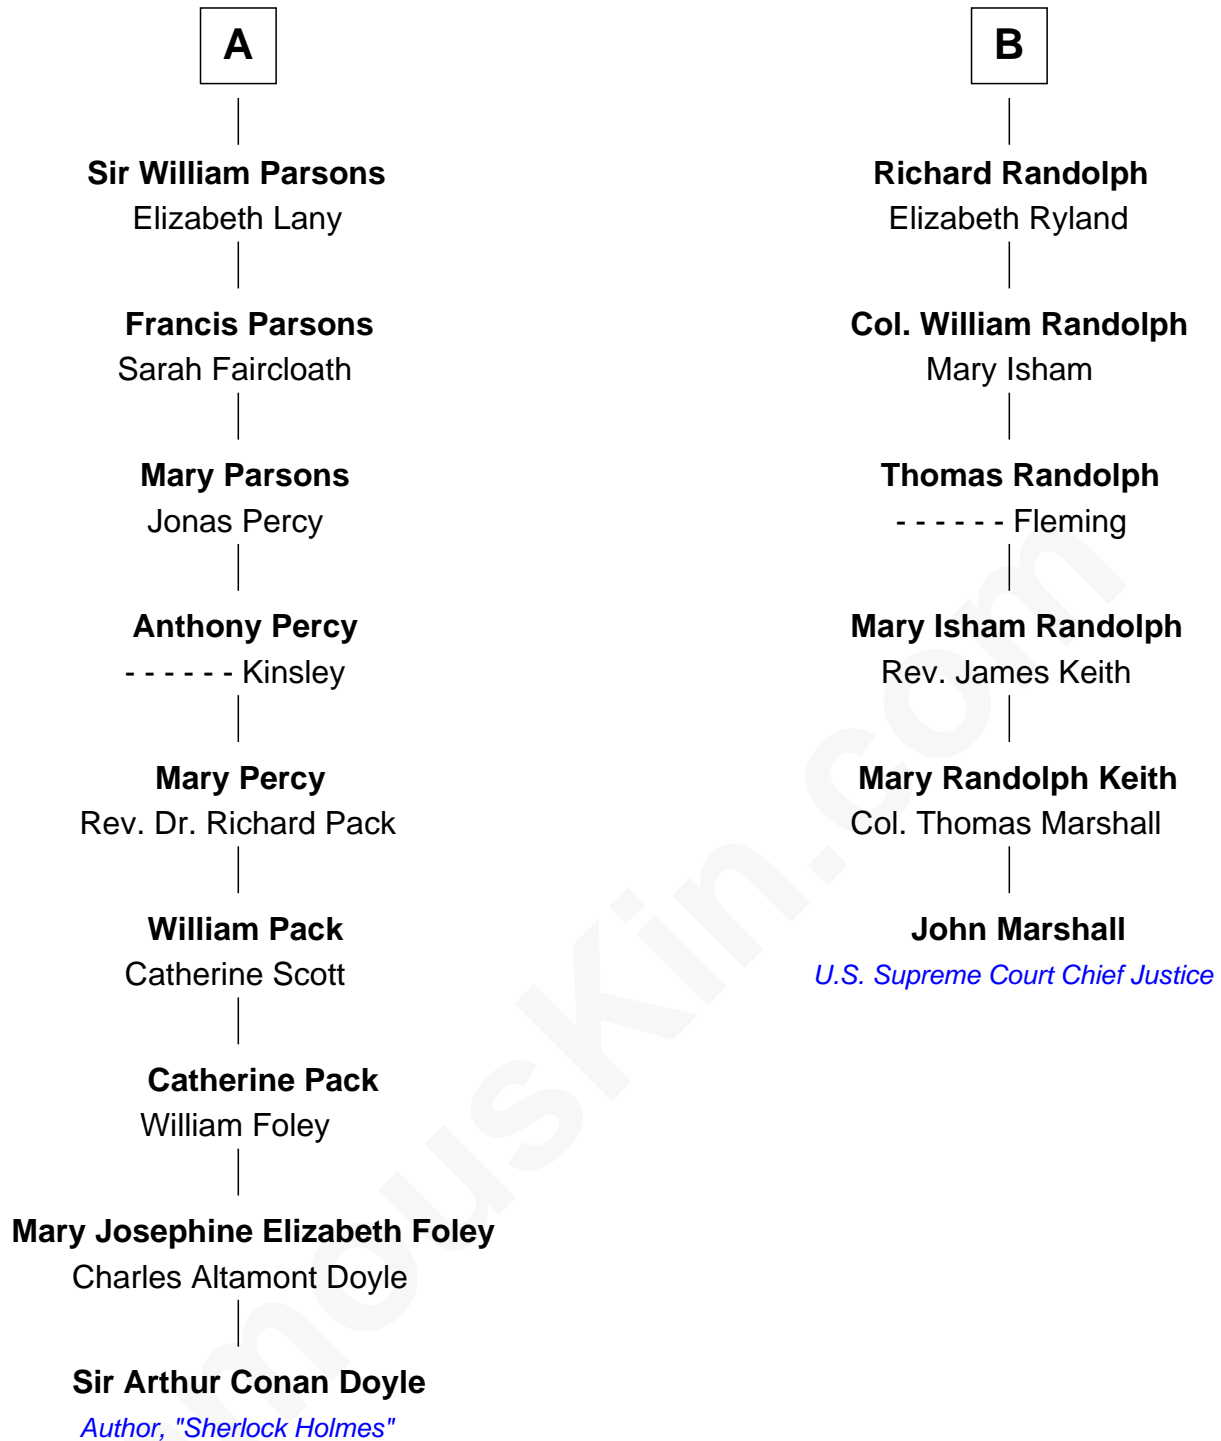 A
Sir William Parsons
Elizabeth Lany
Francis Parsons
Sarah Faircloath
Mary Parsons
Jonas Percy
Anthony Percy
- - - - - - Kinsley
Mary Percy
Rev. Dr. Richard Pack
William Pack
Catherine Scott
Catherine Pack
William Foley
Mary Josephine Elizabeth Foley
Charles Altamont Doyle
Sir Arthur Conan Doyle
Author, "Sherlock Holmes"
B
Richard Randolph
Elizabeth Ryland
Col. William Randolph
Mary Isham
Thomas Randolph
- - - - - - Fleming
Mary Isham Randolph
Rev. James Keith
Mary Randolph Keith
Col. Thomas Marshall
John Marshall
U.S. Supreme Court Chief Justice
mousKin.com